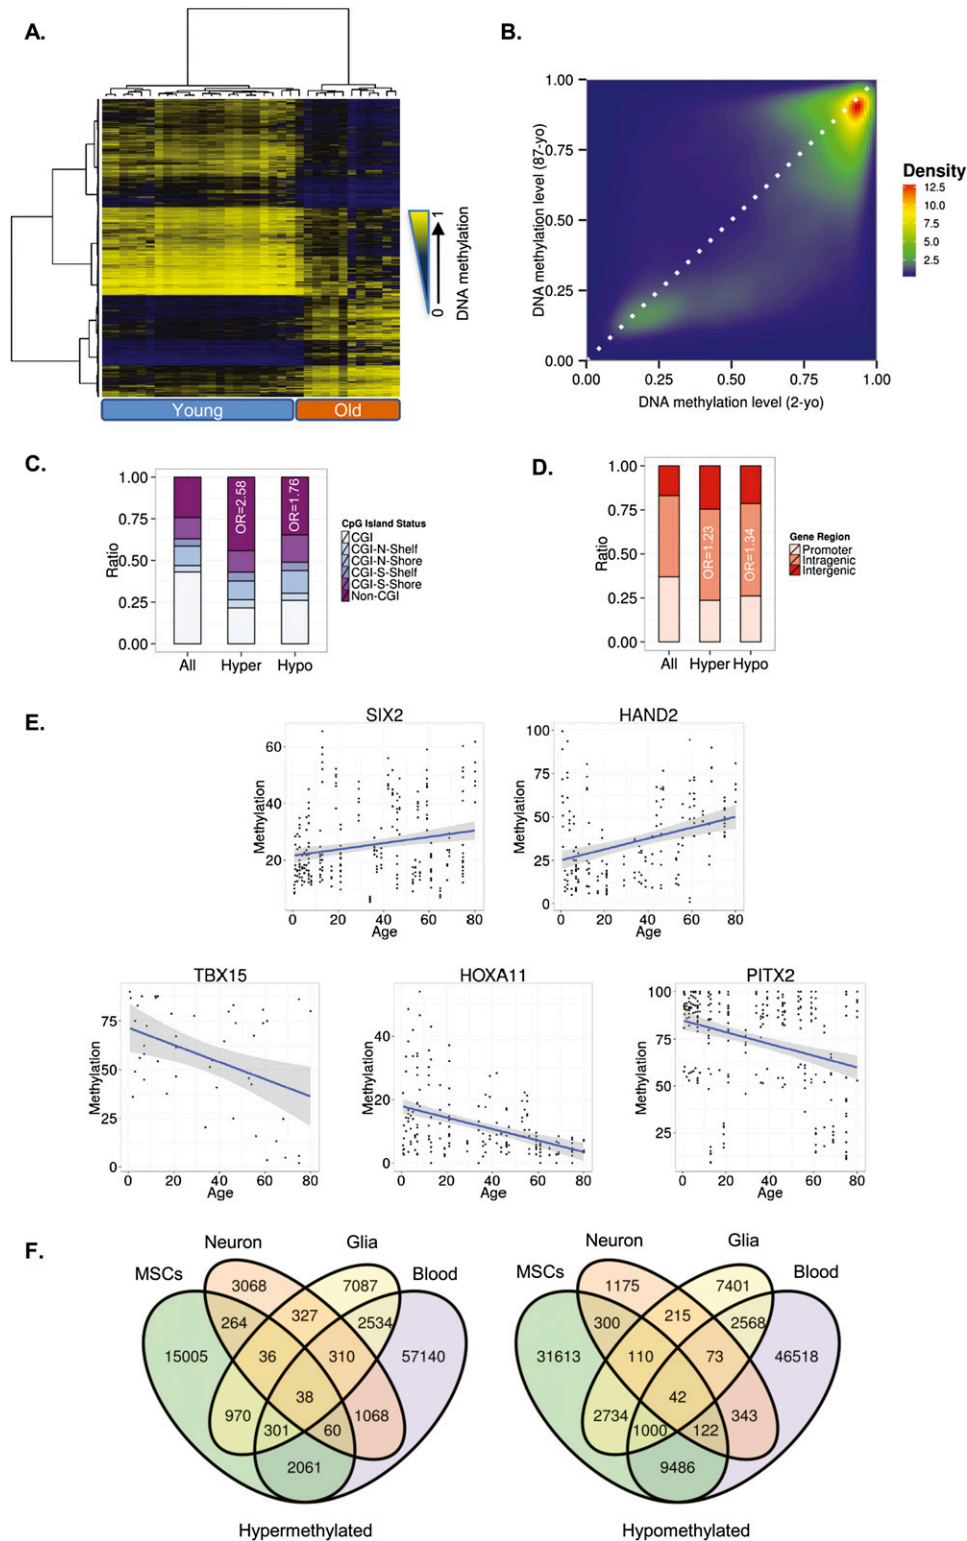 A.
Young
Old
0
1
DNA methylation
B.
1.00
0.75
0.50
0.25
0.00
DNA methylation level (87-yo)
0.00 0.25 0.50 0.75 1.00
DNA methylation level (2-yo)
Density
12.5
10.0
7.5
5.0
2.5
C.
1.00
0.75
0.50
0.25
0.00
Ratio
OR=2.58
OR=1.76
All Hyper Hypo
CpG Island Status
CGI
CGI-N-Shelf
CGI-N-Shore
CGI-S-Shelf
CGI-S-Shore
Non-CGI
D.
1.00
0.75
0.50
0.25
0.00
Ratio
OR=1.23
OR=1.34
All Hyper Hypo
Gene Region
Promoter
Intragenic
Intergenic
E.
SIX2
60
40
20
Methylation
0 20 40 60 80
Age
HAND2
100
75
50
25
0
Methylation
0 20 40 60 80
Age
TBX15
75
50
25
0
Methylation
0 20 40 60 80
Age
HOXA11
40
20
0
Methylation
0 20 40 60 80
Age
PITX2
100
75
50
25
Methylation
0 20 40 60 80
Age
F.
MSCs
Neuron
Glia
Blood
3068
7087
264
327
2534
15005
36
310
57140
38
970
301
60
1068
2061
Hypermethylated
MSCs
Neuron
Glia
Blood
1175
7401
300
215
2568
31613
110
73
46518
42
2734
1000
122
343
9486
Hypomethylated